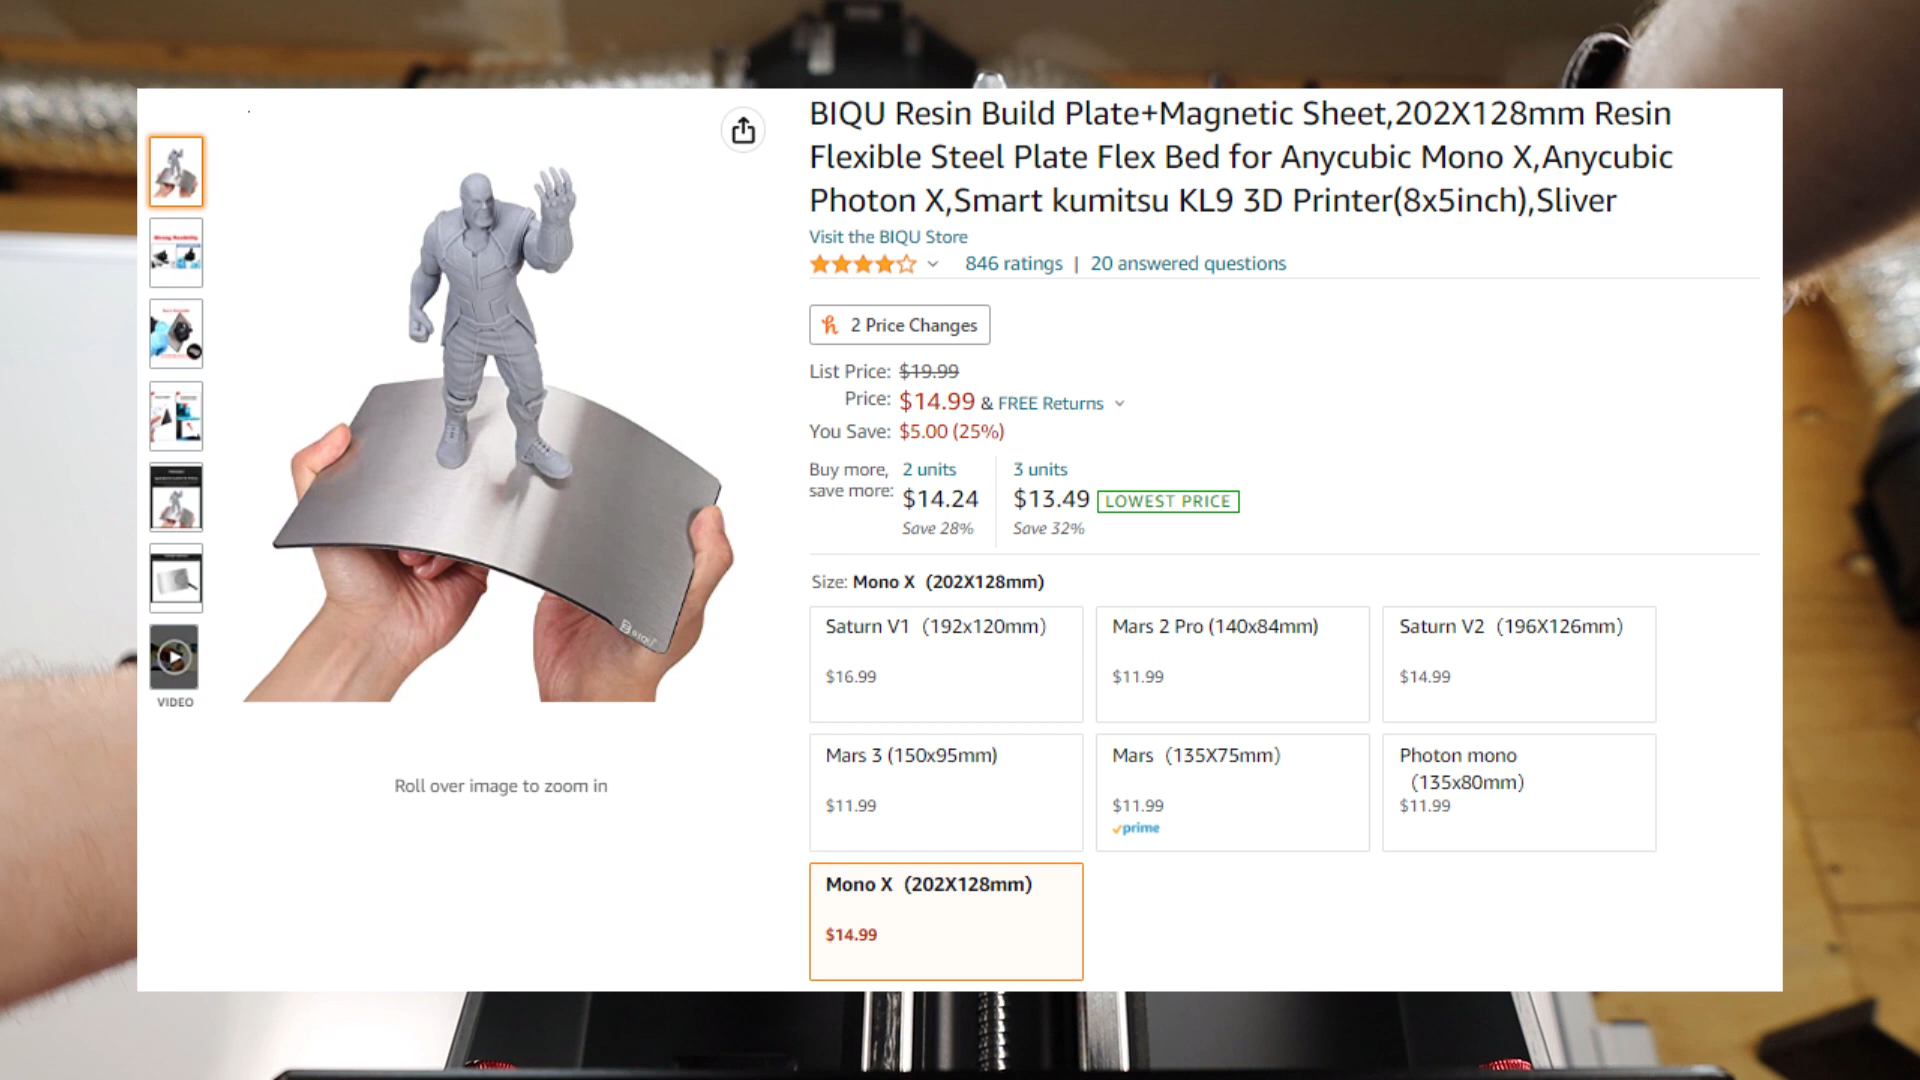 BIQU Resin Build Plate+Magnetic Sheet,202X128mm Resin
Flexible Steel Plate Flex Bed for Anycubic Mono X,Anycubic
Photon X,Smart kumitsu KL9 3D Printer(8x5inch),Sliver
Visit the BIQU Store
846 ratings | 20 answered questions
2 Price Changes
List Price: $19.99
Price: $14.99 & FREE Returns
You Save: $5.00 (25%)
Buy more, save more:
2 units
$14.24
Save 28%
3 units
$13.49 LOWEST PRICE
Save 32%
Size: Mono X (202X128mm)
Saturn V1 (192x120mm)
$16.99
Mars 2 Pro (140x84mm)
$11.99
Saturn V2 (196X126mm)
$14.99
Mars 3 (150x95mm)
$11.99
Mars (135X75mm)
$11.99
prime
Photon mono
(135x80mm)
$11.99
Mono X (202X128mm)
$14.99
BIQU
VIDEO
Roll over image to zoom in